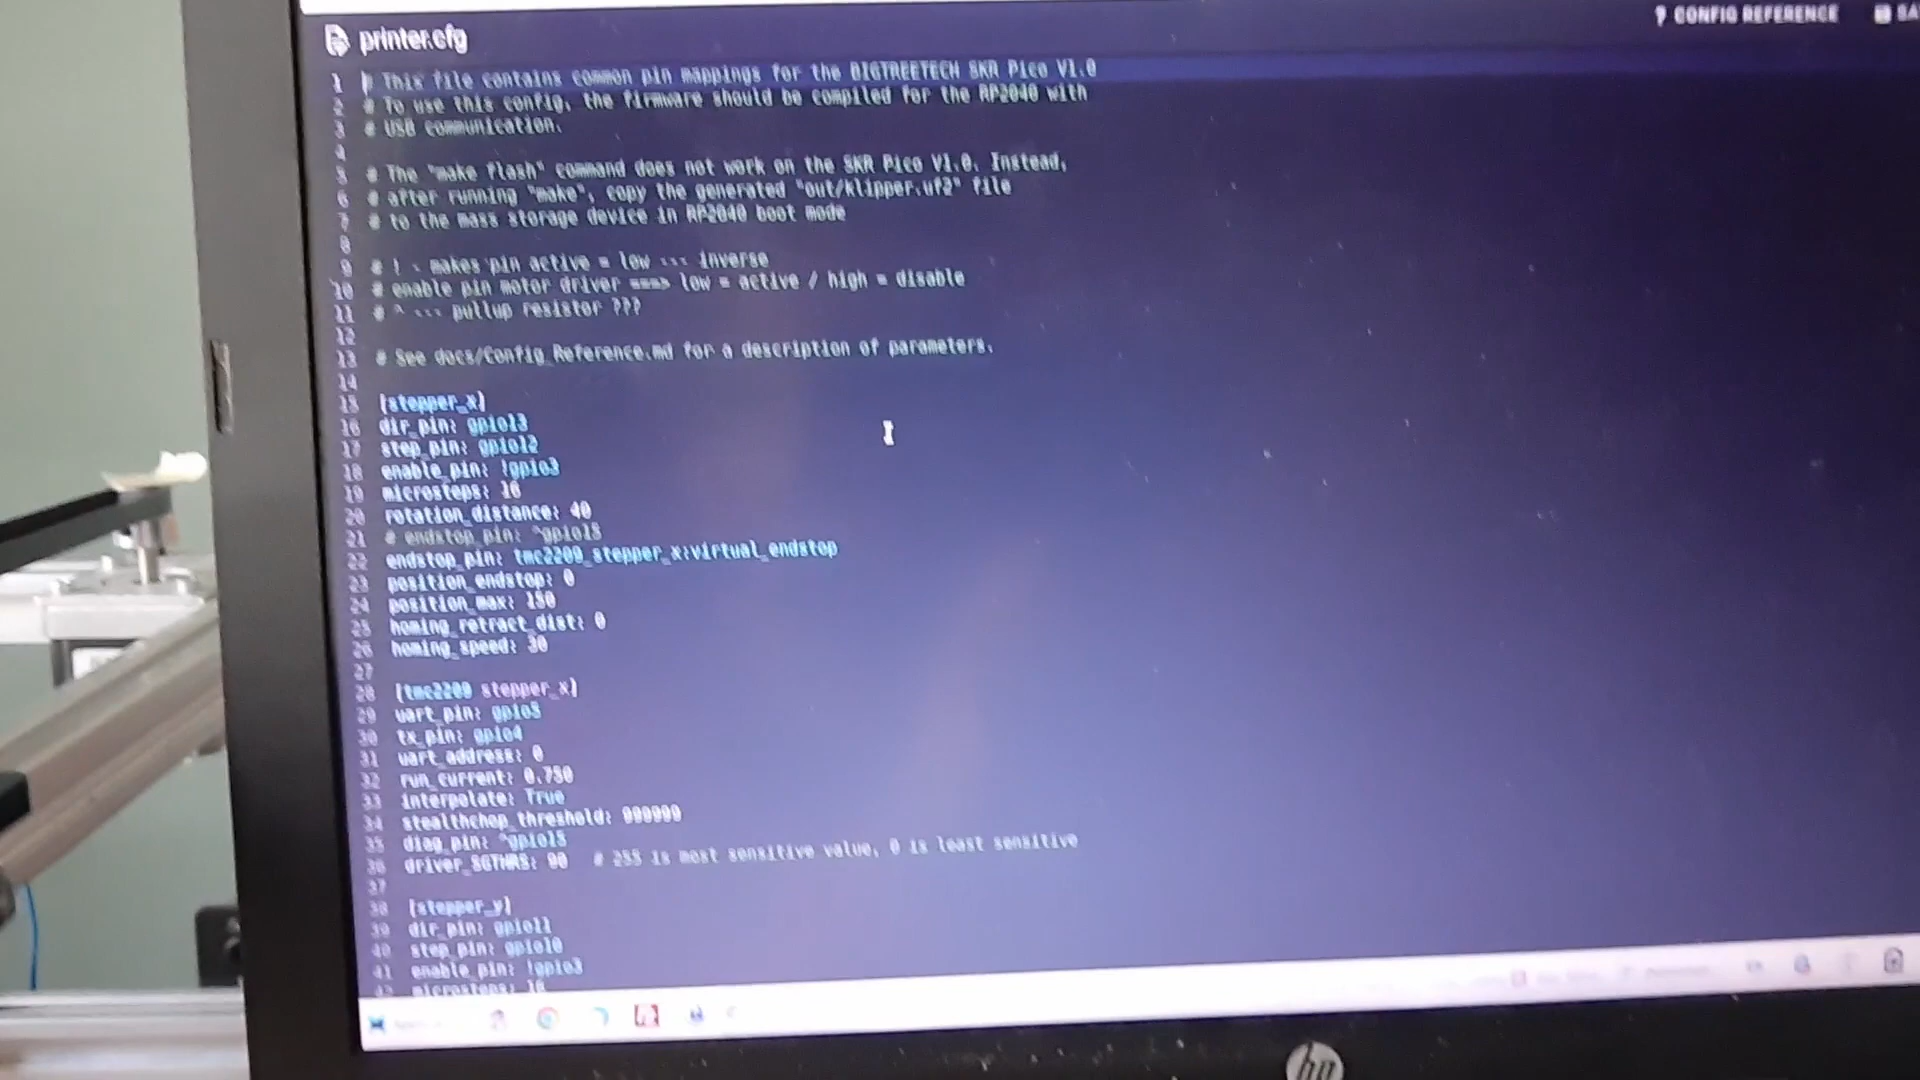 printer.cfg
? CONFIG REFERENCE
1 # This file contains common pin mappings for the BIGTREETECH SKR Pico V1.0
2 # To use this config, the firmware should be compiled for the RP2040 with
3 # USB communication.
4
5 # The "make flash" command does not work on the SKR Pico V1.0. Instead,
6 # after running "make", copy the generated "out/klipper.uf2" file
7 # to the mass storage device in RP2040 boot mode
8
9 # ! - makes pin active = low --- inverse
10 # enable pin motor driver ===> low = active / high = disable
11 # ^ --- pullup resistor ???
12
13 # See docs/Config_Reference.md for a description of parameters.
14
15 [stepper_x]
16 dir_pin: gpio13
17 step_pin: gpio12
18 enable_pin: !gpio3
19 microsteps: 16
20 rotation_distance: 40
21 # endstop_pin: ^gpio15
22 endstop_pin: tmc2209_stepper_x:virtual_endstop
23 position_endstop: 0
24 position_max: 150
25 homing_retract_dist: 0
26 homing_speed: 30
27
28 [tmc2209 stepper_x]
29 uart_pin: gpio5
30 tx_pin: gpio4
31 uart_address: 0
32 run_current: 0.750
33 interpolate: True
34 stealthchop_threshold: 999999
35 diag_pin: ^gpio15
36 driver_SGTHRS: 90 # 255 is most sensitive value, 0 is least sensitive
37
38 [stepper_y]
39 dir_pin: gpio11
40 step_pin: gpio10
41 enable_pin: !gpio3
42 microsteps: 16
hp